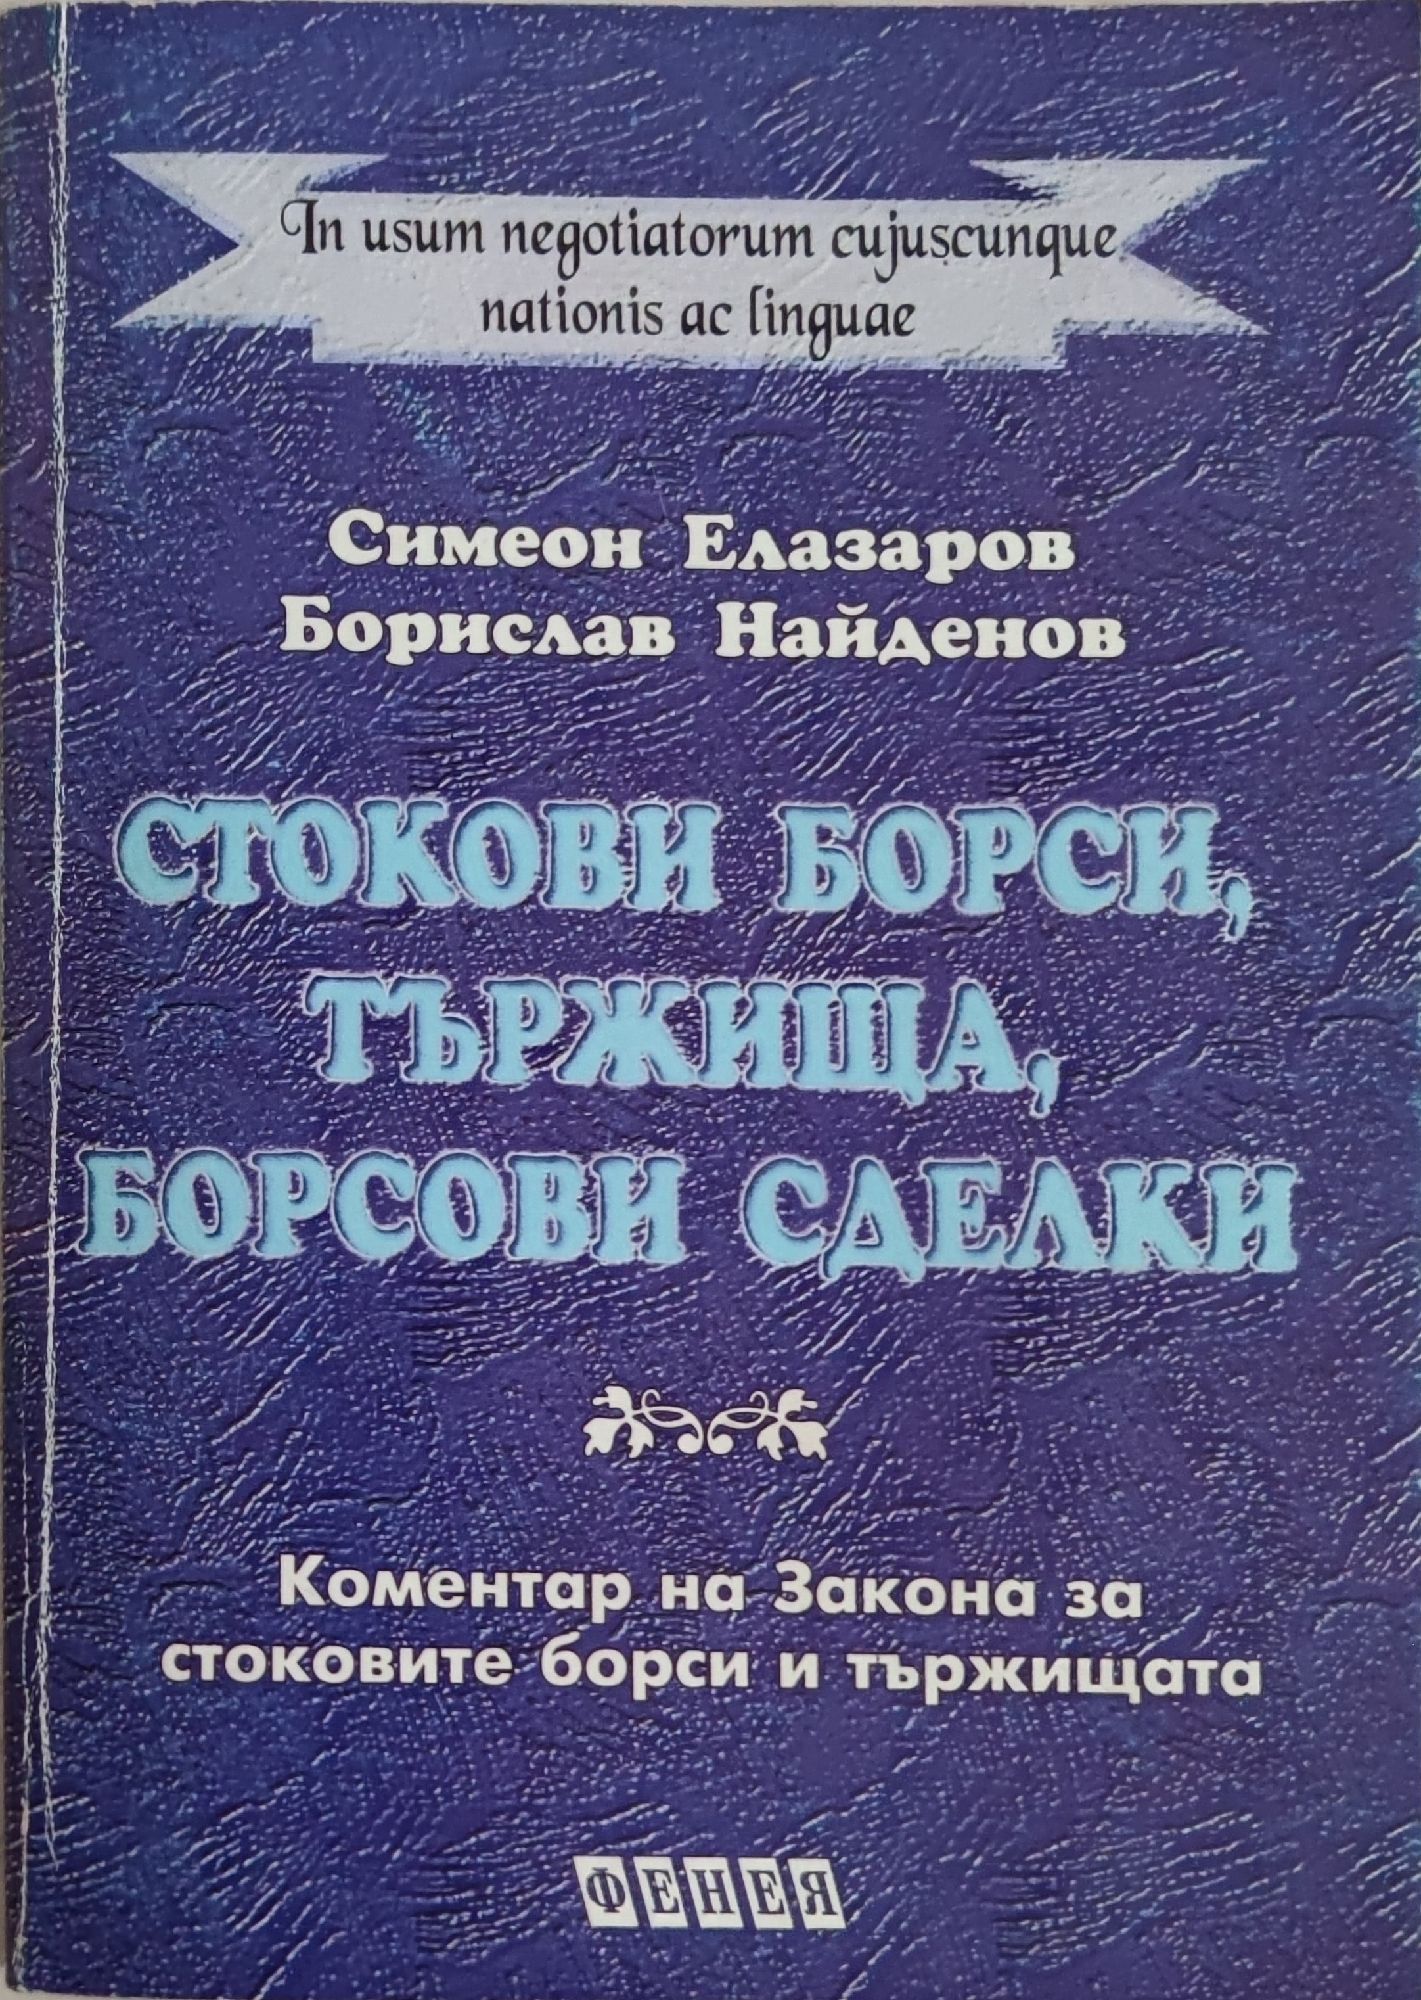 In usum negotiatorum cujuscunque
nationis ac linguae
Симеон Елазаров
Борислав Найденов
СТОКОВИ БОРСИ,
ТЪРЖИЩА,
БОРСОВИ СДЕЛКИ
Коментар на Закона за
стоковите борси и тържищата
ФЕНЕЯ